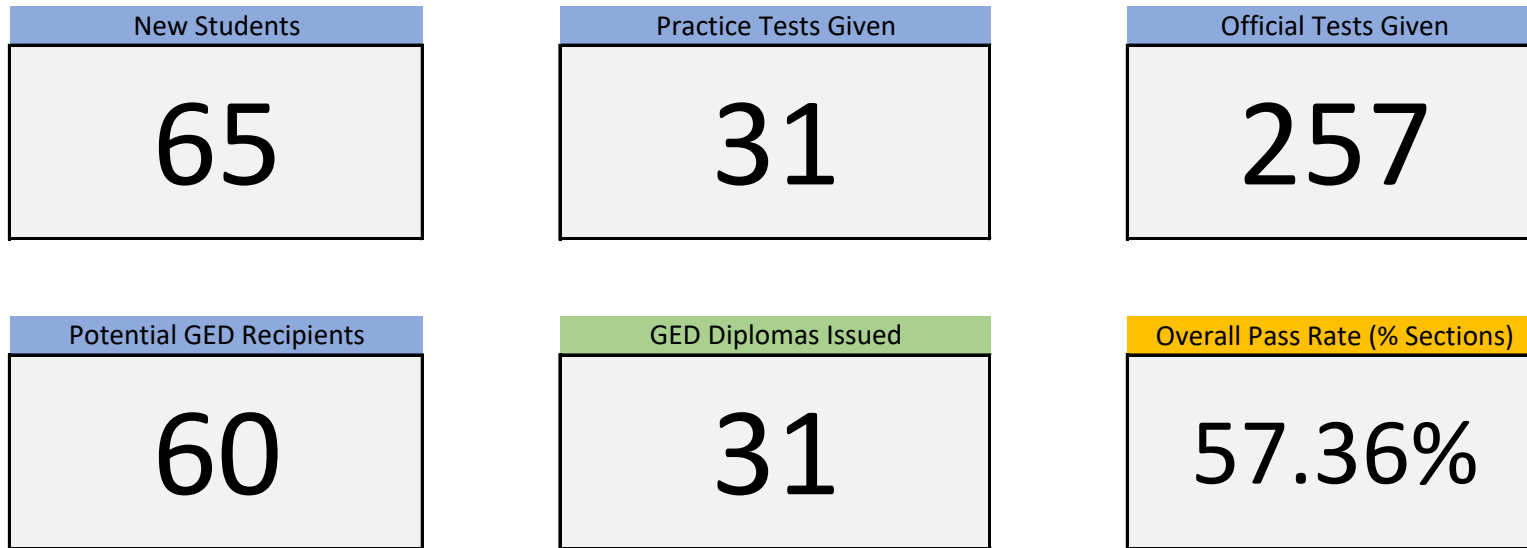 New Students
Practice Tests Given
Official Tests Given
65
31
257
Potential GED Recipients
GED Diplomas Issued
Overall Pass Rate (% Sections)
60
31
57.36%